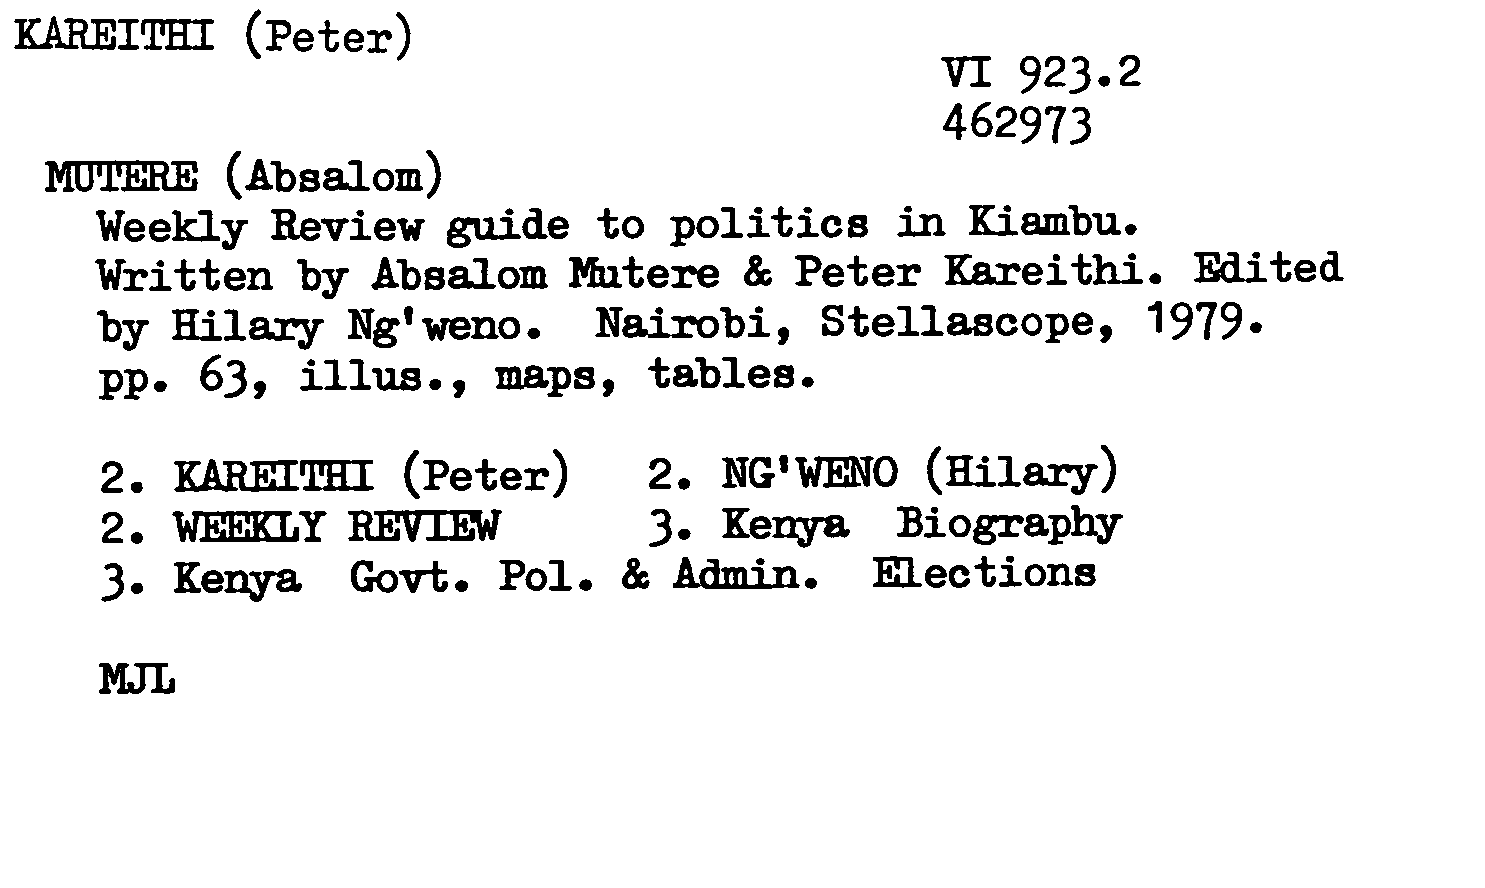 KAREITHI (Peter)
VI 923.2
462973
MUTERE (Absalom)
Weekly Review guide to politics in Kiambu.
Written by Absalom Mutere & Peter Kareithi. Edited
by Hilary Ng'weno. Nairobi, Stellascope, 1979.
pp. 63, illus., maps, tables.
2. KAREITHI (Peter) 2. NG'WENO (Hilary)
2. WEEKLY REVIEW 3. Kenya Biography
3. Kenya Govt. Pol. & Admin. Elections
MJL